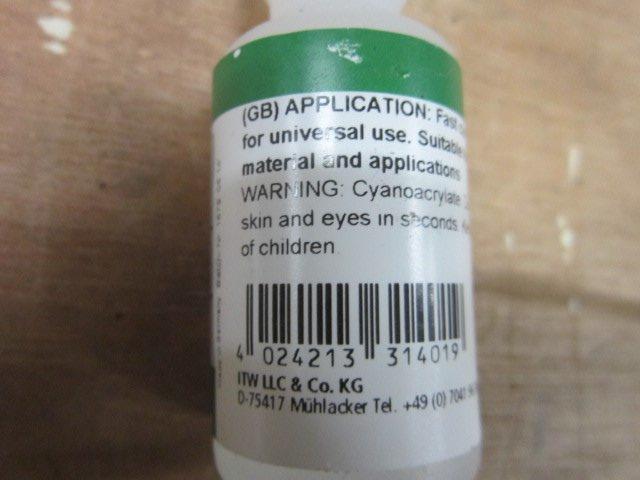 (GB) APPLICATION: Fast
for universal use. Suitable
material and applications
WARNING: Cyanoacrylate
skin and eyes in seconds.
of children
4 024213 314019
ITW LLC & Co. KG
D-75417 Mühlacker Tel. +49 (0) 7041